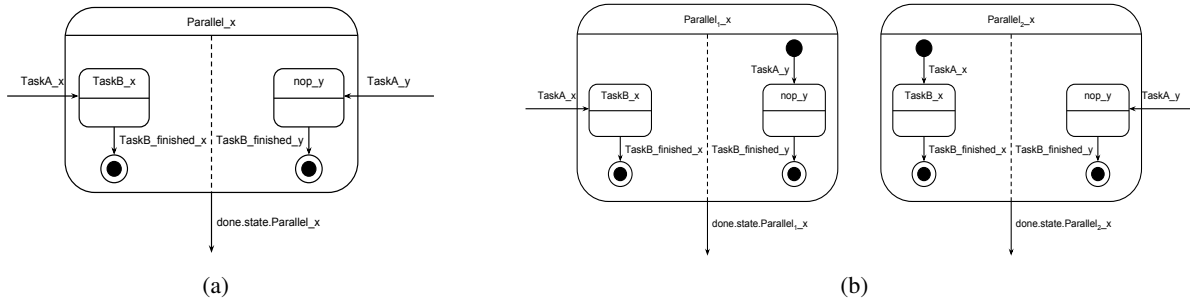 Parallel_x
TaskA_x
TaskB_x
nop_y
TaskA_y
TaskB_finished_x
TaskB_finished_y
done.state.Parallel_x
(a)
Parallel₁_x
TaskA_y
TaskA_x
TaskB_x
nop_y
TaskB_finished_x
TaskB_finished_y
done.state.Parallel₁_x
Parallel₂_x
TaskA_x
TaskB_x
nop_y
TaskA_y
TaskB_finished_x
TaskB_finished_y
done.state.Parallel₂_x
(b)